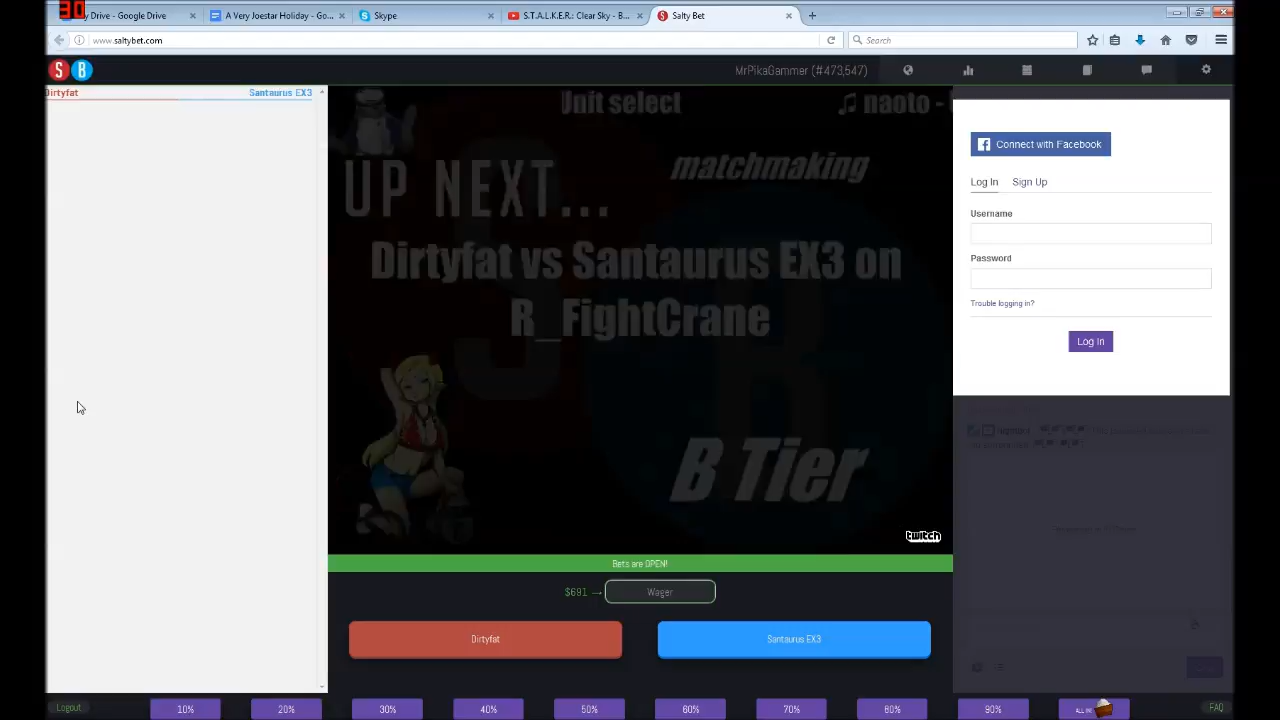 30
y Drive - Google Drive
A Very Joestar Holiday - Go...
Skype
S.T.A.L.K.E.R.: Clear Sky - B...
Salty Bet
www.saltybet.com
Search
S B
MrPikaGammer (#473,547)
Dirtyfat
Santaurus EX3
Unit select
♫ naoto -
UP NEXT...
matchmaking
Dirtyfat vs Santaurus EX3 on
R_FightCrane
B Tier
twitch
Connect with Facebook
Log In
Sign Up
Username
Password
Trouble logging in?
Log In
Bets are OPEN!
$691 →
Wager
Dirtyfat
Santaurus EX3
Logout
10%
20%
30%
40%
50%
60%
70%
80%
90%
ALL IN!
FAQ